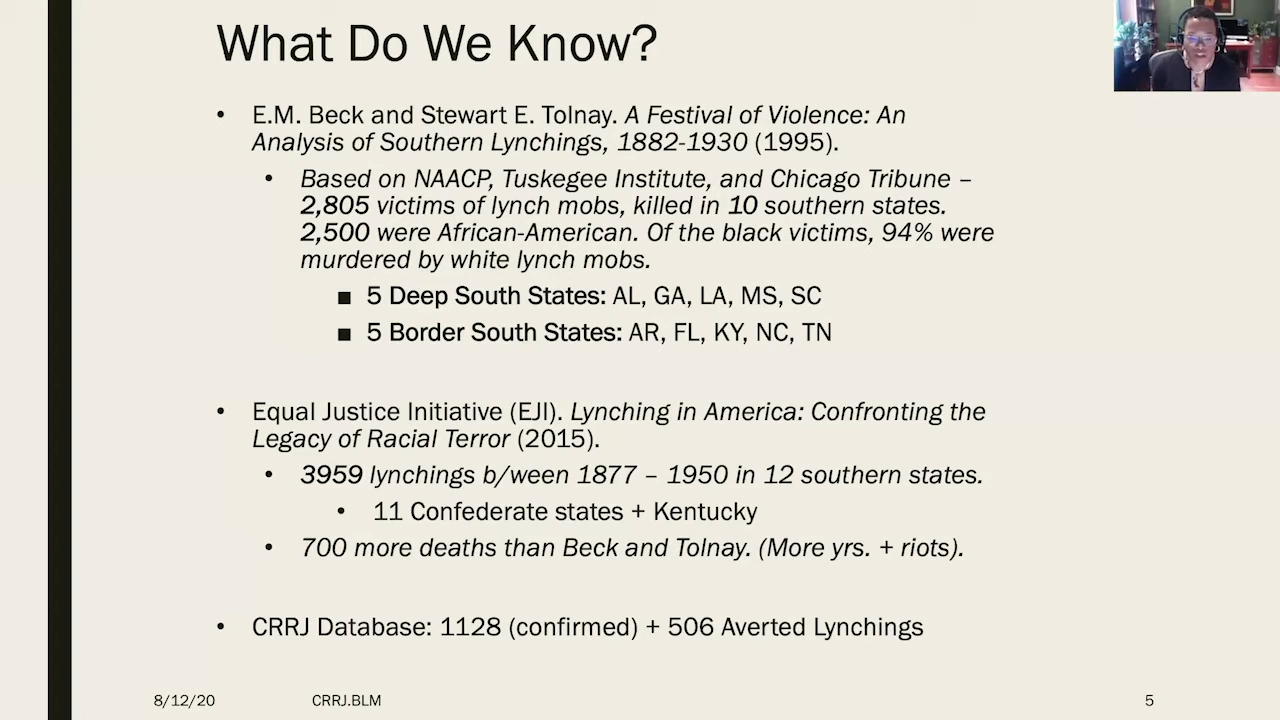 What Do We Know?
• E.M. Beck and Stewart E. Tolnay. A Festival of Violence: An
Analysis of Southern Lynchings, 1882-1930 (1995).
• Based on NAACP, Tuskegee Institute, and Chicago Tribune –
2,805 victims of lynch mobs, killed in 10 southern states.
2,500 were African-American. Of the black victims, 94% were
murdered by white lynch mobs.
■ 5 Deep South States: AL, GA, LA, MS, SC
■ 5 Border South States: AR, FL, KY, NC, TN
• Equal Justice Initiative (EJI). Lynching in America: Confronting the
Legacy of Racial Terror (2015).
• 3959 lynchings b/ween 1877 – 1950 in 12 southern states.
• 11 Confederate states + Kentucky
• 700 more deaths than Beck and Tolnay. (More yrs. + riots).
• CRRJ Database: 1128 (confirmed) + 506 Averted Lynchings
8/12/20 CRRJ.BLM 5